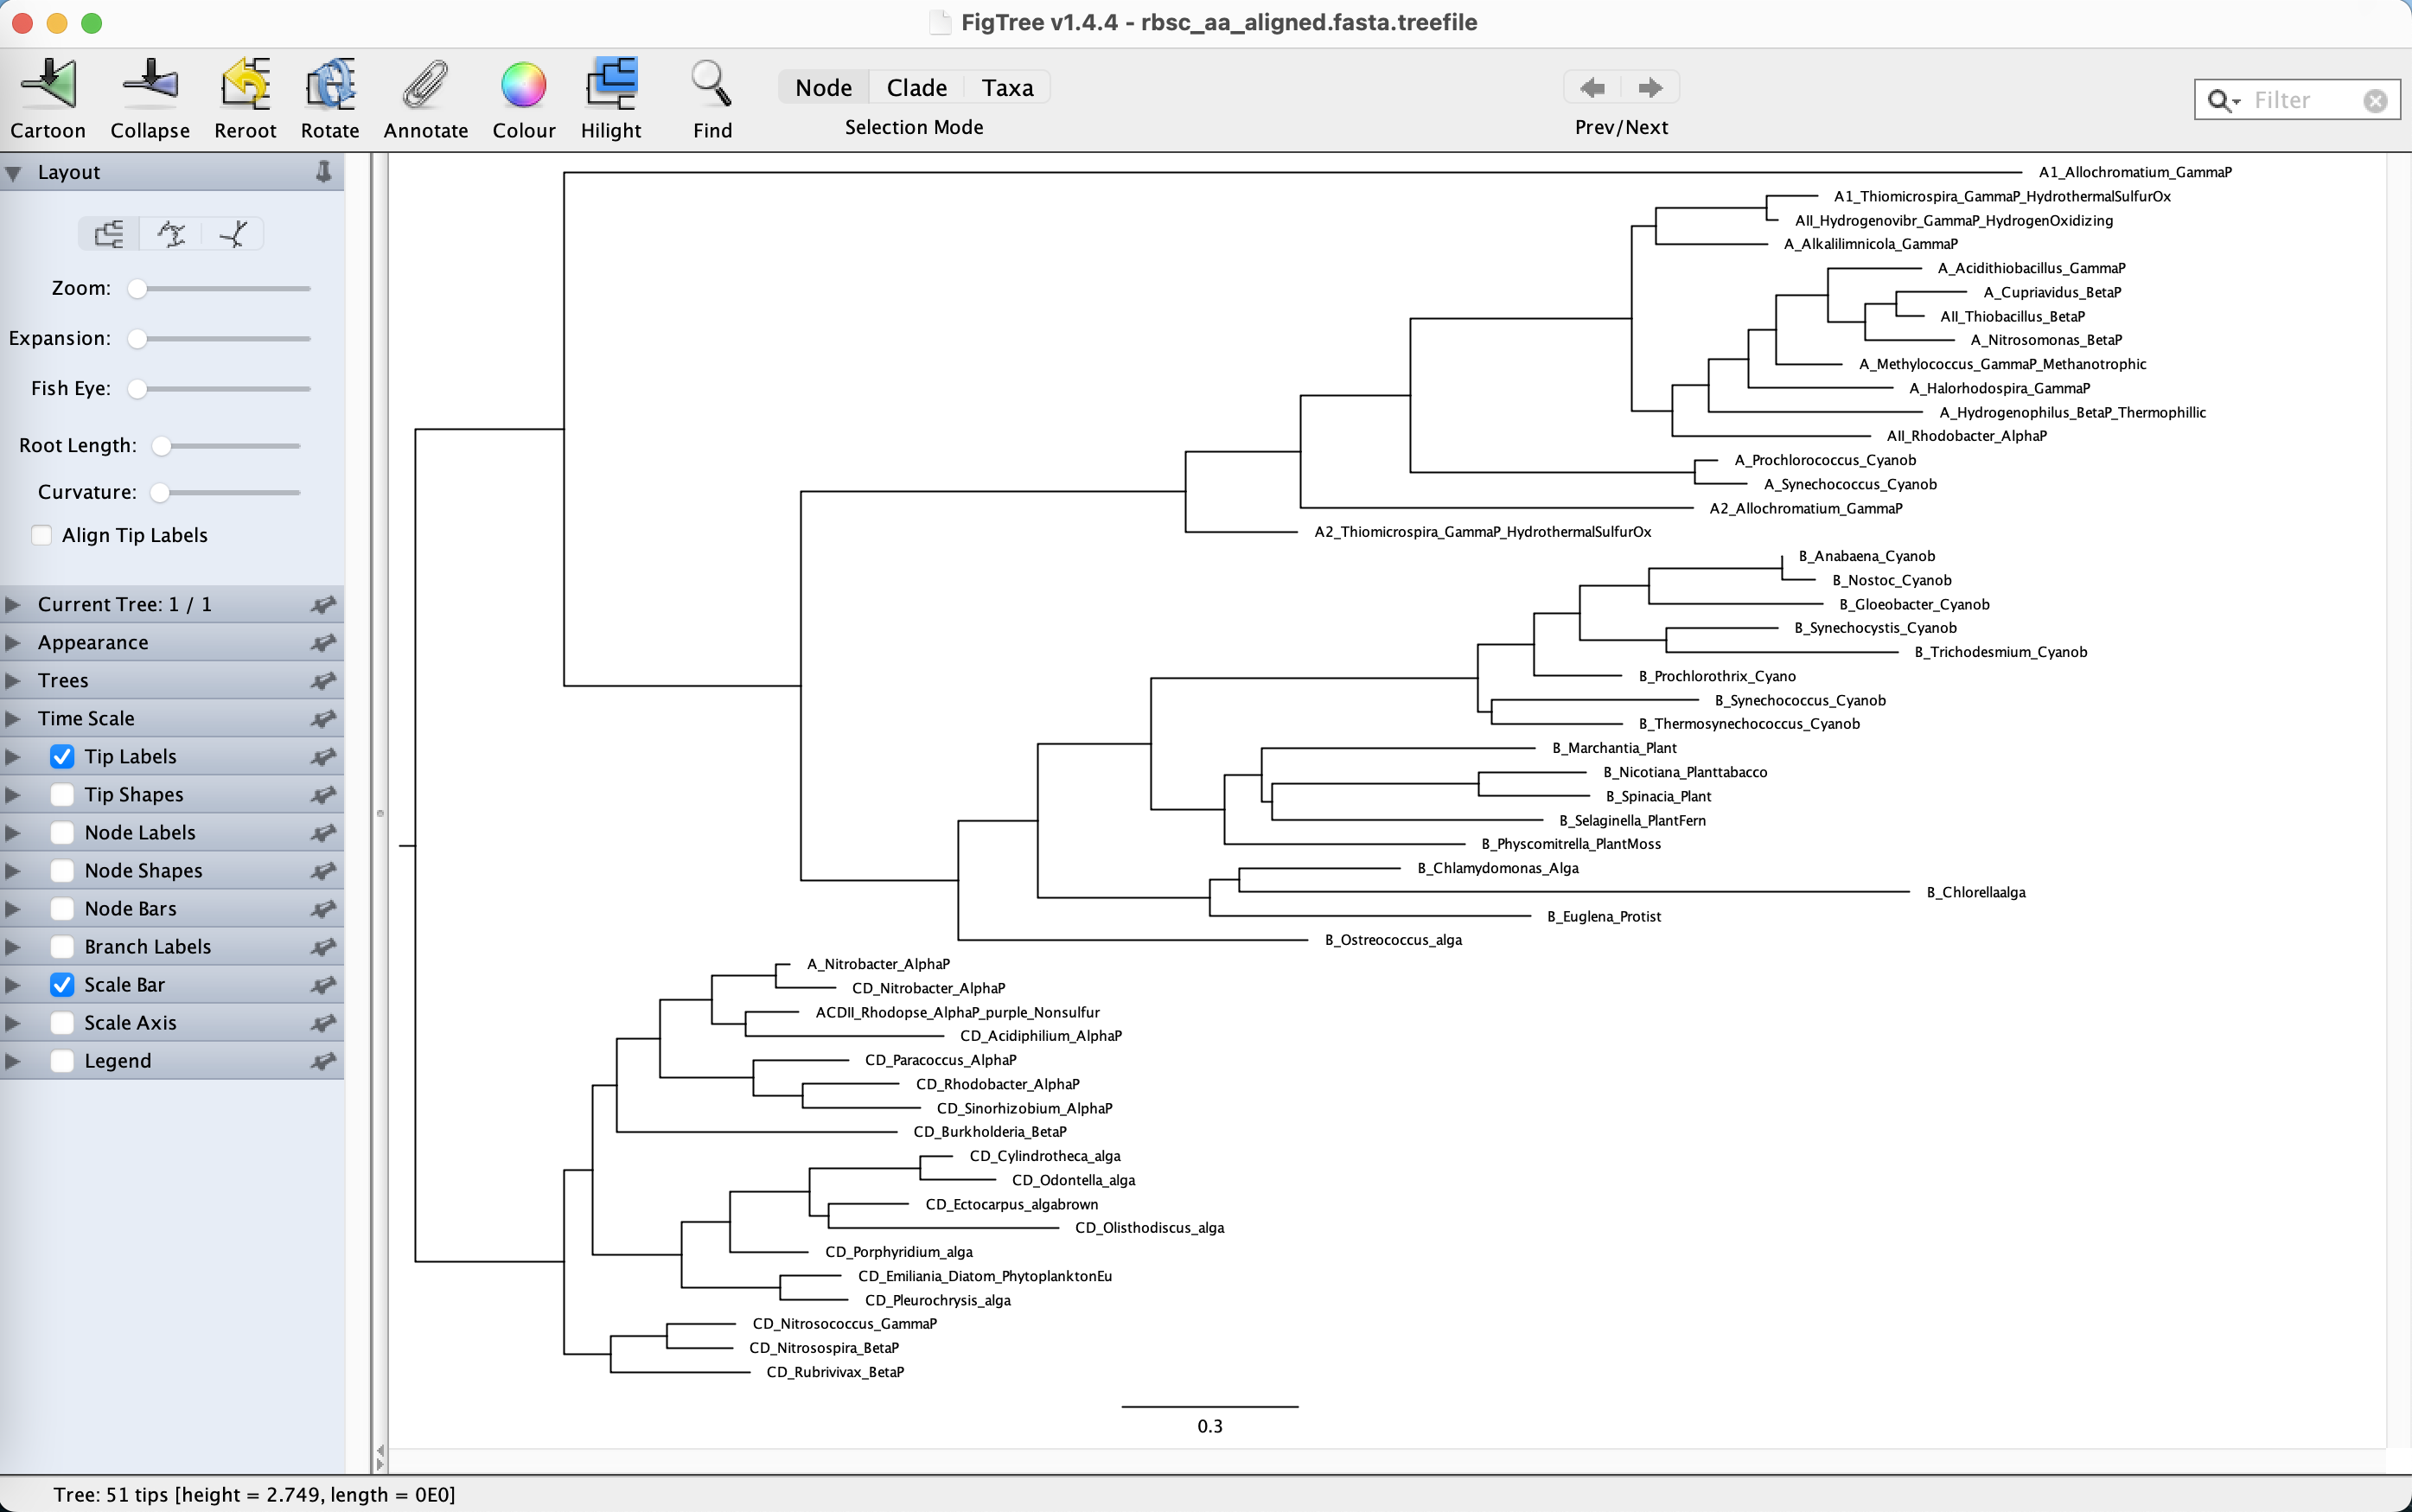 FigTree v1.4.4 - rbsc_aa_aligned.fasta.treefile
Cartoon Collapse Reroot Rotate Annotate Colour Hilight Find
Node Clade Taxa
Selection Mode
Prev/Next
Filter
Layout
Zoom:
Expansion:
Fish Eye:
Root Length:
Curvature:
Align Tip Labels
Current Tree: 1 / 1
Appearance
Trees
Time Scale
Tip Labels
Tip Shapes
Node Labels
Node Shapes
Node Bars
Branch Labels
Scale Bar
Scale Axis
Legend
A1_Allochromatium_GammaP
A1_Thiomicrospira_GammaP_HydrothermalSulfurOx
AII_Hydrogenovibr_GammaP_HydrogenOxidizing
A_Alkalilimnicola_GammaP
A_Acidithiobacillus_GammaP
A_Cupriavidus_BetaP
AII_Thiobacillus_BetaP
A_Nitrosomonas_BetaP
A_Methylococcus_GammaP_Methanotrophic
A_Halorhodospira_GammaP
A_Hydrogenophilus_BetaP_Thermophillic
AII_Rhodobacter_AlphaP
A_Prochlorococcus_Cyanob
A_Synechococcus_Cyanob
A2_Allochromatium_GammaP
A2_Thiomicrospira_GammaP_HydrothermalSulfurOx
B_Anabaena_Cyanob
B_Nostoc_Cyanob
B_Gloeobacter_Cyanob
B_Synechocystis_Cyanob
B_Trichodesmium_Cyanob
B_Prochlorothrix_Cyano
B_Synechococcus_Cyanob
B_Thermosynechococcus_Cyanob
B_Marchantia_Plant
B_Nicotiana_Planttabacco
B_Spinacia_Plant
B_Selaginella_PlantFern
B_Physcomitrella_PlantMoss
B_Chlamydomonas_Alga
B_Chlorellaalga
B_Euglena_Protist
B_Ostreococcus_alga
A_Nitrobacter_AlphaP
CD_Nitrobacter_AlphaP
ACDII_Rhodopse_AlphaP_purple_Nonsulfur
CD_Acidiphilium_AlphaP
CD_Paracoccus_AlphaP
CD_Rhodobacter_AlphaP
CD_Sinorhizobium_AlphaP
CD_Burkholderia_BetaP
CD_Cylindrotheca_alga
CD_Odontella_alga
CD_Ectocarpus_algabrown
CD_Olisthodiscus_alga
CD_Porphyridium_alga
CD_Emiliania_Diatom_PhytoplanktonEu
CD_Pleurochrysis_alga
CD_Nitrosococcus_GammaP
CD_Nitrosospira_BetaP
CD_Rubrivivax_BetaP
0.3
Tree: 51 tips [height = 2.749, length = 0E0]